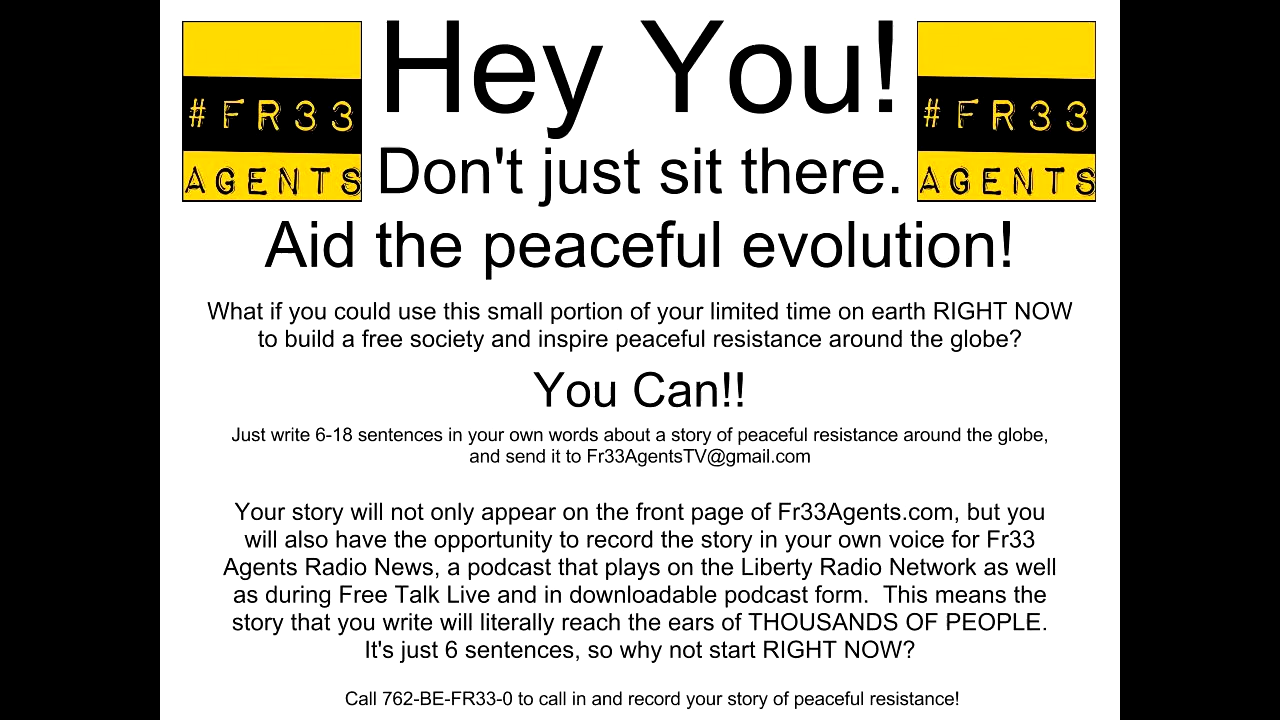 #FR33
AGENTS
Hey You!
#FR33
AGENTS
Don't just sit there.
Aid the peaceful evolution!
What if you could use this small portion of your limited time on earth RIGHT NOW
to build a free society and inspire peaceful resistance around the globe?
You Can!!
Just write 6-18 sentences in your own words about a story of peaceful resistance around the globe,
and send it to Fr33AgentsTV@gmail.com
Your story will not only appear on the front page of Fr33Agents.com, but you
will also have the opportunity to record the story in your own voice for Fr33
Agents Radio News, a podcast that plays on the Liberty Radio Network as well
as during Free Talk Live and in downloadable podcast form.  This means the
story that you write will literally reach the ears of THOUSANDS OF PEOPLE.
It's just 6 sentences, so why not start RIGHT NOW?
Call 762-BE-FR33-0 to call in and record your story of peaceful resistance!